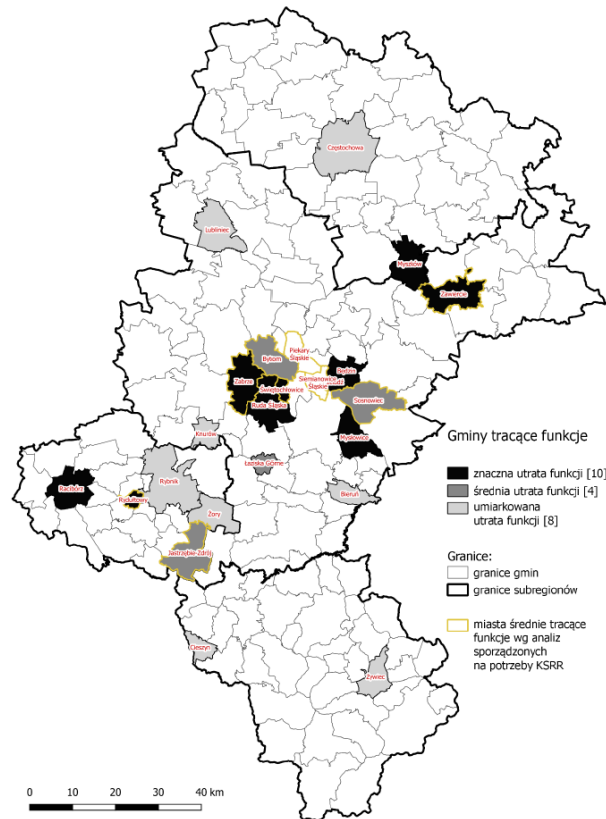 Częstochowa
Lubliniec
Myszków
Zawiercie
Piekary
Śląskie
Bytom
Będzin
Zabrze
Siemianowice
Śląskie
Świętochłowice
Sosnowiec
Ruda Śląska
Mysłowice
Knurów
Łaziska Górne
Racibórz
Rybnik
Bieruń
Pszów
Żory
Jastrzębie-Zdrój
Cieszyn
Żywiec
Gminy tracące funkcje
znaczna utrata funkcji [10]
średnia utrata funkcji [4]
umiarkowana
utrata funkcji [8]
Granice:
granice gmin
granice subregionów
miasta średnie tracące
funkcje wg analiz
sporządzonych
na potrzeby KSRR
0 10 20 30 40 km